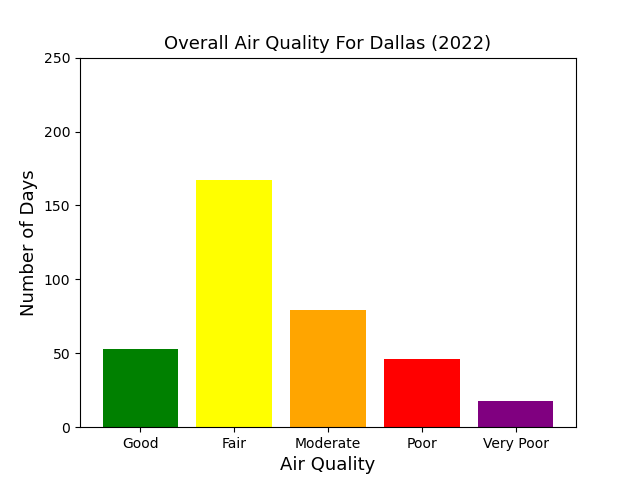 Overall Air Quality For Dallas (2022)
250
200
150
100
50
0
Number of Days
Good Fair Moderate Poor Very Poor
Air Quality